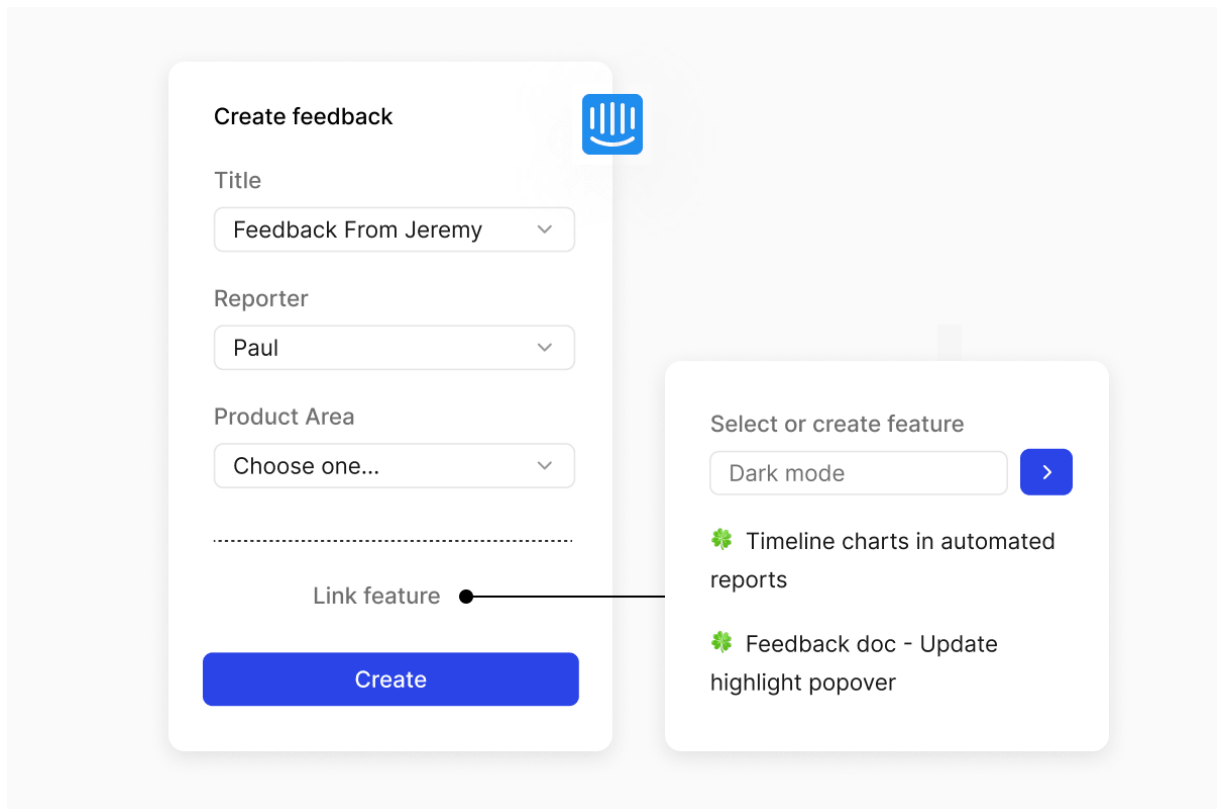 Create feedback
Title
Feedback From Jeremy
Reporter
Paul
Product Area
Choose one...
Link feature
Create
Select or create feature
Dark mode
Timeline charts in automated
reports
Feedback doc - Update
highlight popover